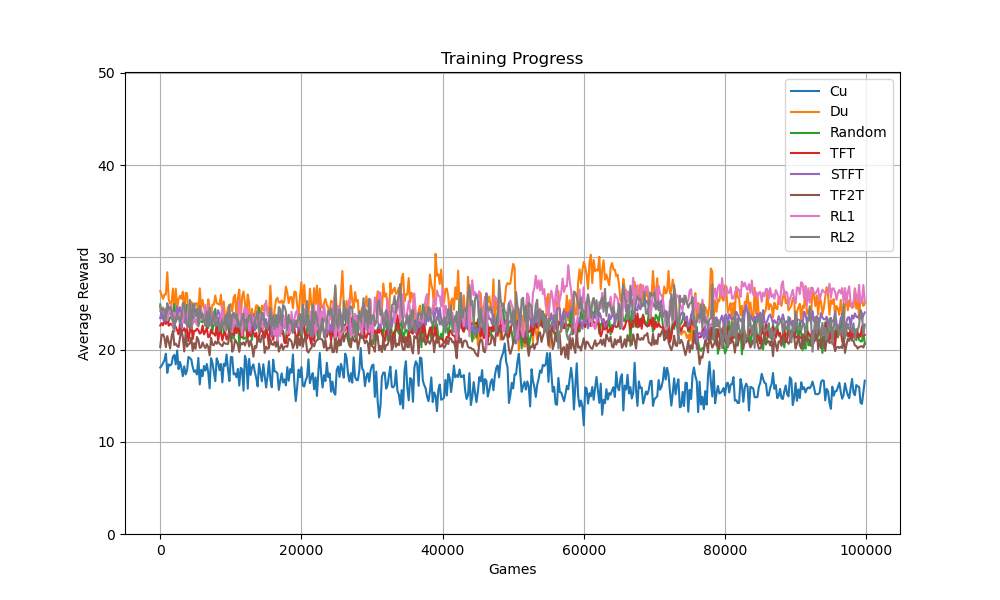 Training Progress
Average Reward
50
40
30
20
10
0
0 20000 40000 60000 80000 100000
Games
Cu
Du
Random
TFT
STFT
TF2T
RL1
RL2